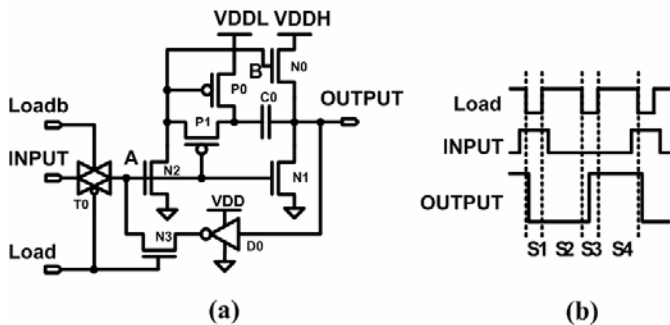 VDDL VDDH
B N0
P0
Loadb
P1 C0 OUTPUT
INPUT A
N2 N1
T0
VDD
N3
Load D0
(a)
Load
INPUT
OUTPUT
S1 S2 S3 S4
(b)